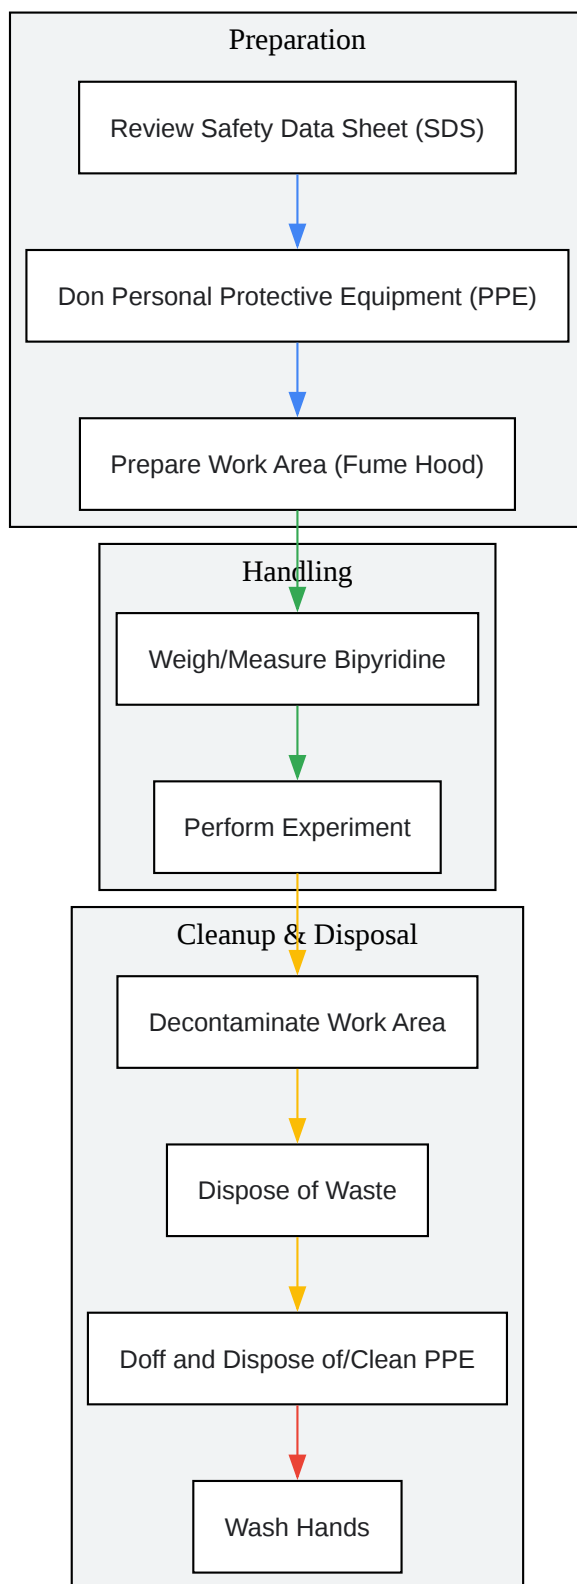 Preparation
Review Safety Data Sheet (SDS)
Don Personal Protective Equipment (PPE)
Prepare Work Area (Fume Hood)
Handling
Weigh/Measure Bipyridine
Perform Experiment
Cleanup & Disposal
Decontaminate Work Area
Dispose of Waste
Doff and Dispose of/Clean PPE
Wash Hands